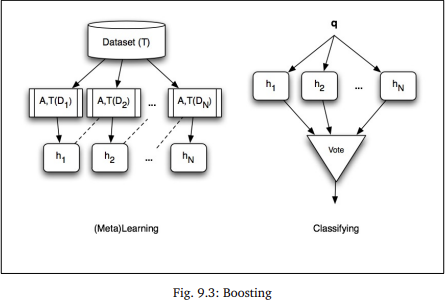 Dataset (T)
A,T(D1) A,T(D2) ... A,T(DN)
h1 h2 ... hN
(Meta)Learning
q
h1 h2 ... hN
Vote
Classifying
Fig. 9.3: Boosting